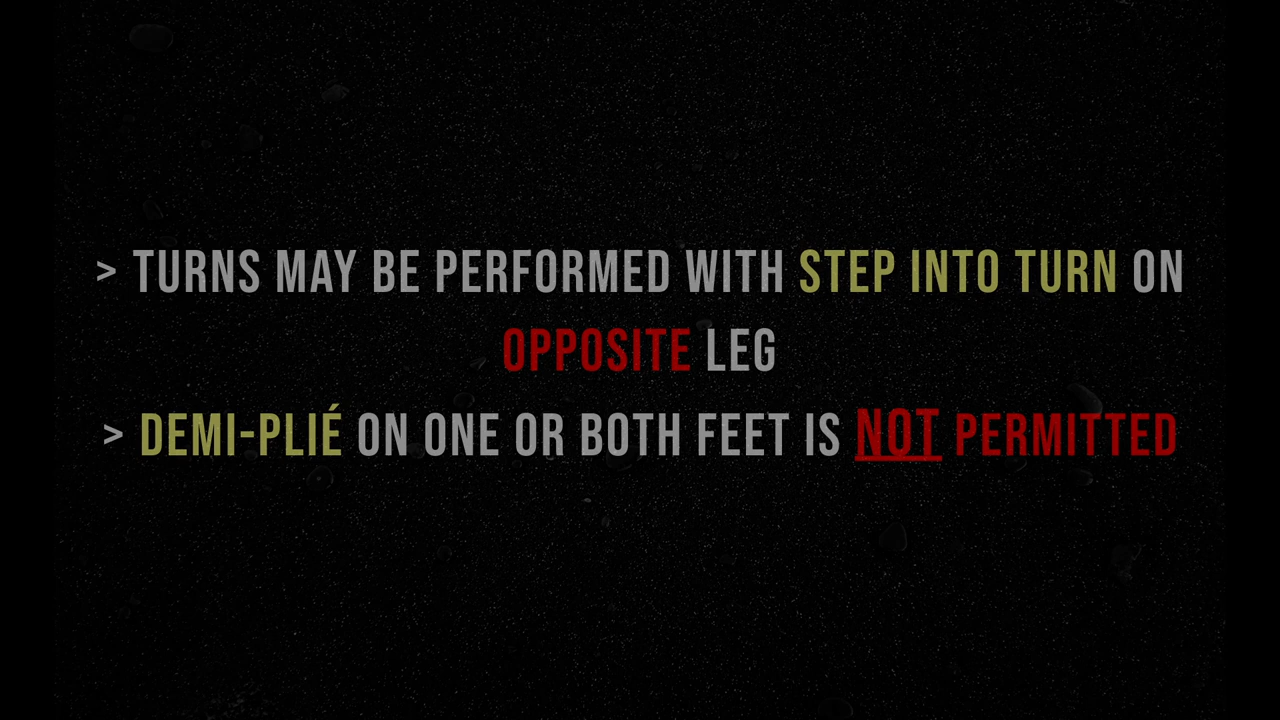 > TURNS MAY BE PERFORMED WITH STEP INTO TURN ON
OPPOSITE LEG
> DEMI-PLIÉ ON ONE OR BOTH FEET IS NOT PERMITTED